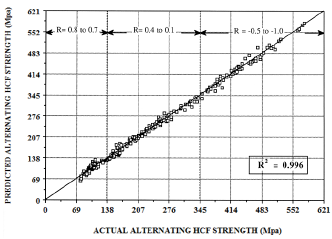 PREDICTED ALTERNATING HCF STRENGTH (Mpa)
621
552
483
414
345
276
207
138
69
0
R= 0.8 to 0.7
R= 0.4 to 0.1
R = -0.5 to -1.0
R² = 0.996
0 69 138 207 276 345 414 483 552 621
ACTUAL ALTERNATING HCF STRENGTH (Mpa)